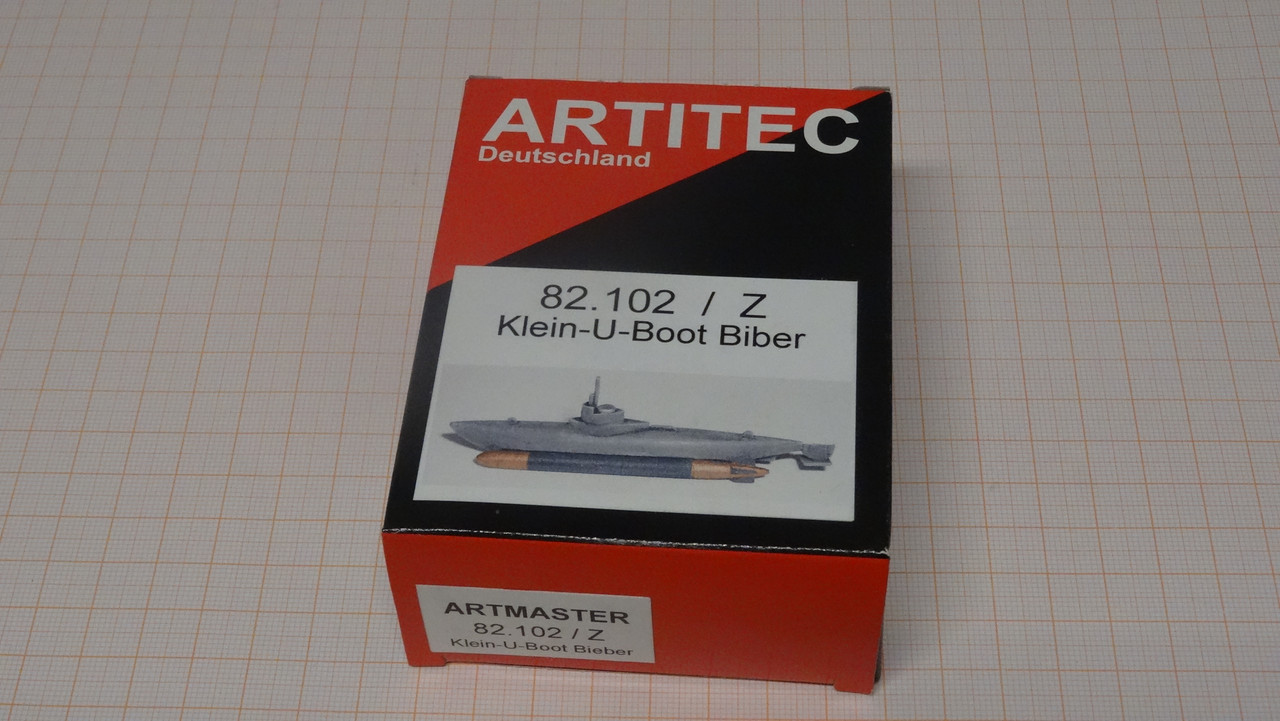 ARTITEC
Deutschland
82.102 / Z
Klein-U-Boot Biber
ARTMASTER
82.102 / Z
Klein-U-Boot Bieber